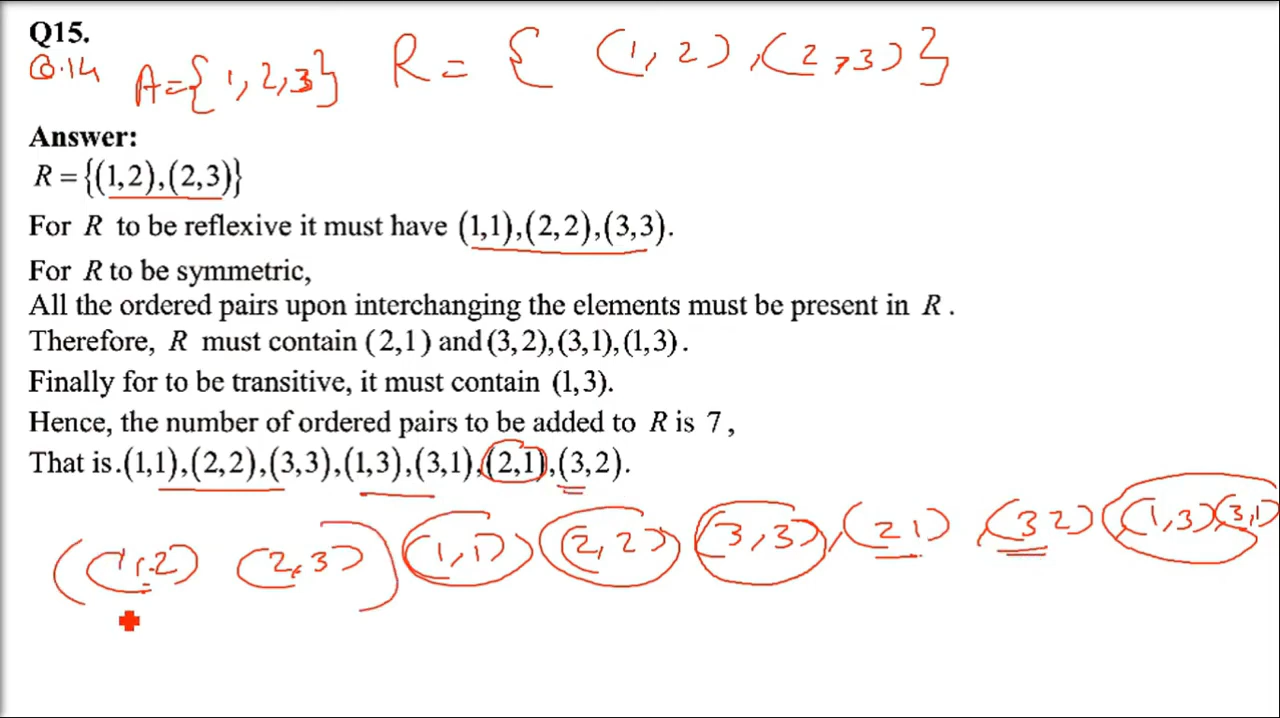 Q15.
Q.14 A={1,2,3} R = { (1,2),(2,3)}
Answer:
R = {(1,2),(2,3)}
For R to be reflexive it must have (1,1),(2,2),(3,3).
For R to be symmetric,
All the ordered pairs upon interchanging the elements must be present in R .
Therefore, R must contain (2,1) and (3,2),(3,1),(1,3).
Finally for to be transitive, it must contain (1,3).
Hence, the number of ordered pairs to be added to R is 7 ,
That is.(1,1),(2,2),(3,3),(1,3),(3,1),(2,1),(3,2).
((1,2) (2,3)) (1,1) (2,2) (3,3),(2 1) ,(3 2) (1,3)(3,1)